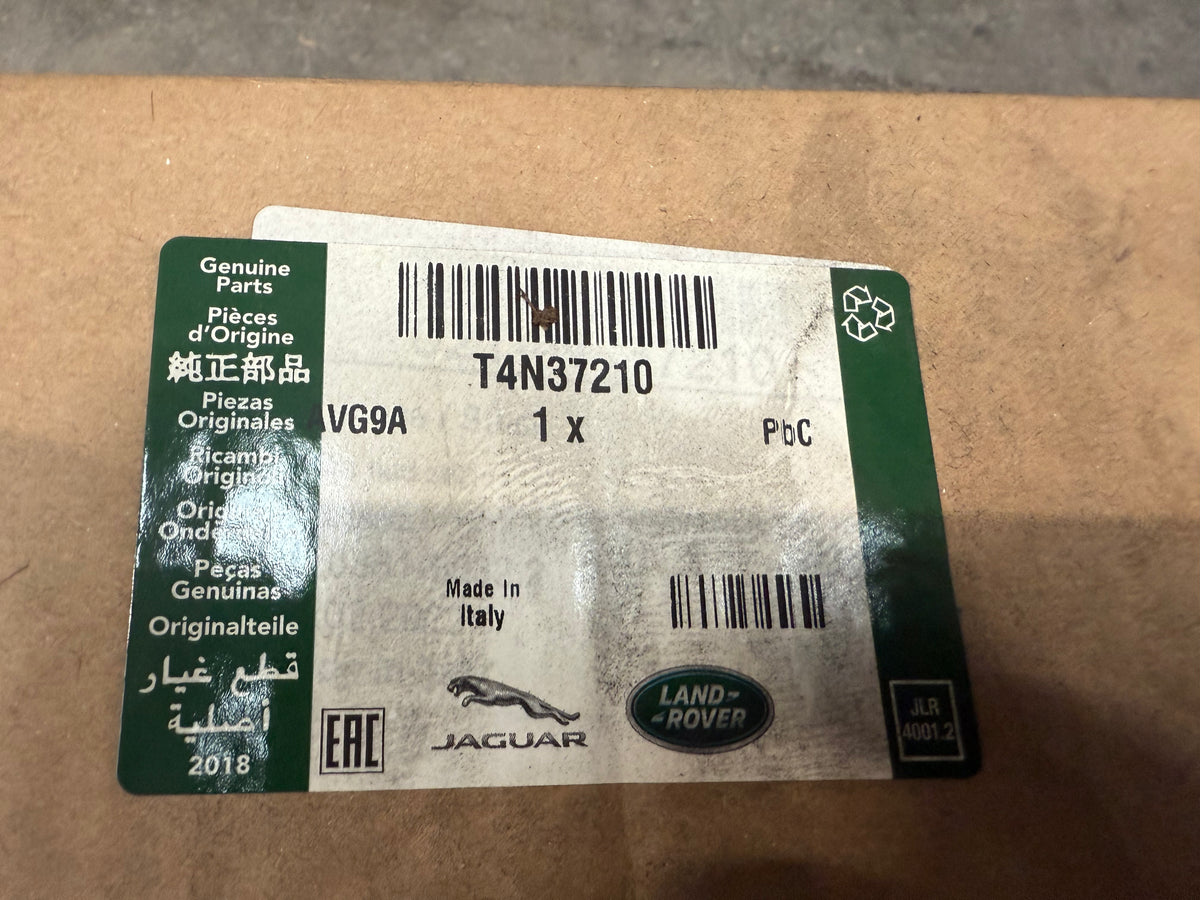 Genuine
Parts
Pièces
d'Origine
純正部品
Piezas
Originales
Ricambi
Peças
Genuinas
Originalteile
قطع غيار
أصلية
2018
T4N37210
AVG9A 1 x PbC
Made In
Italy
EAC
JAGUAR
LAND-
-ROVER
JLR
4001.2